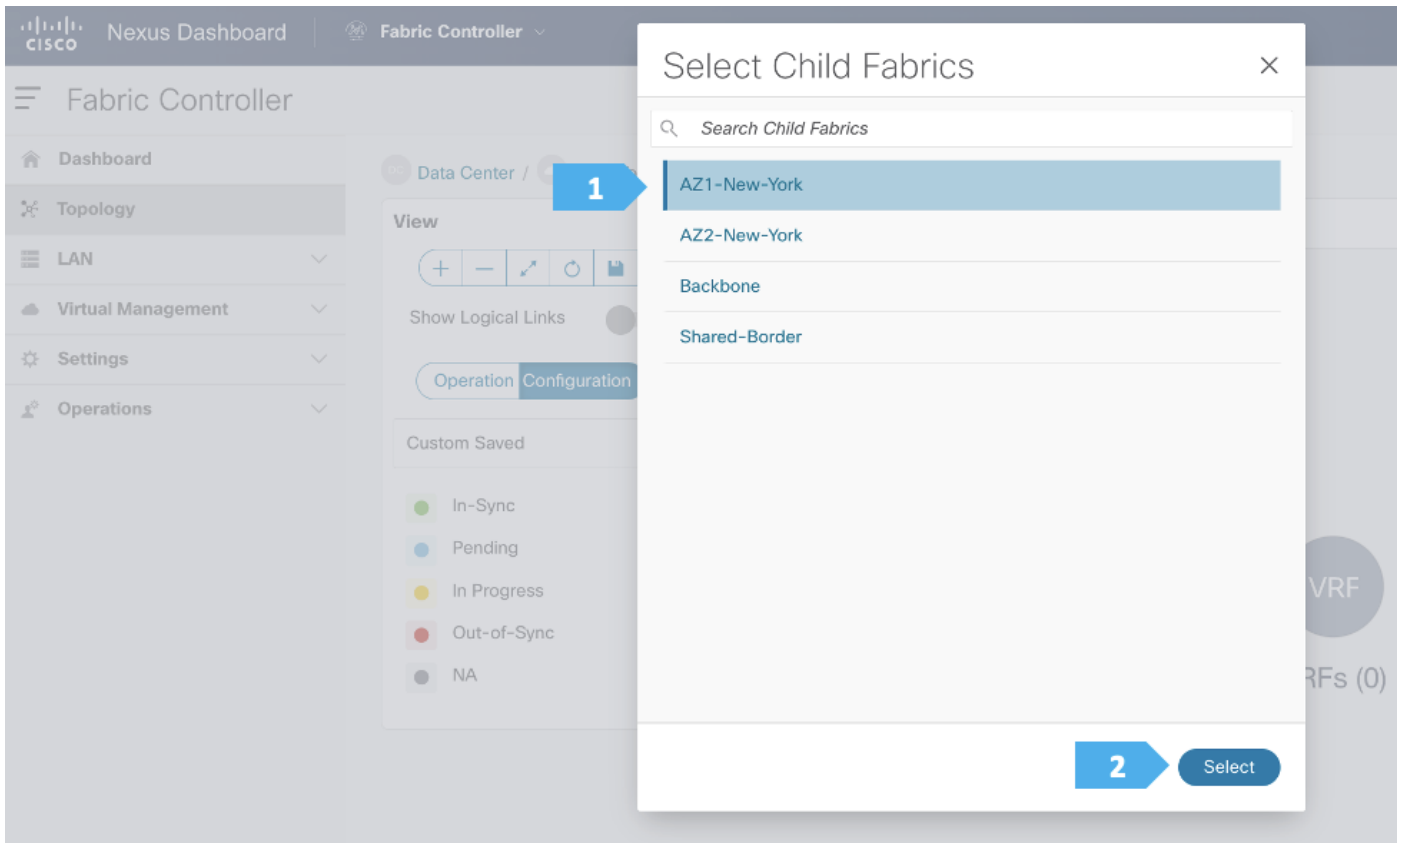 CISCO Nexus Dashboard Fabric Controller
Fabric Controller
Dashboard
Topology
LAN
Virtual Management
Settings
Operations
Data Center /
View
Show Logical Links
Operation Configuration
Custom Saved
In-Sync
Pending
In Progress
Out-of-Sync
NA
Select Child Fabrics
Search Child Fabrics
1
AZ1-New-York
AZ2-New-York
Backbone
Shared-Border
2
Select
VRF
RFs (0)